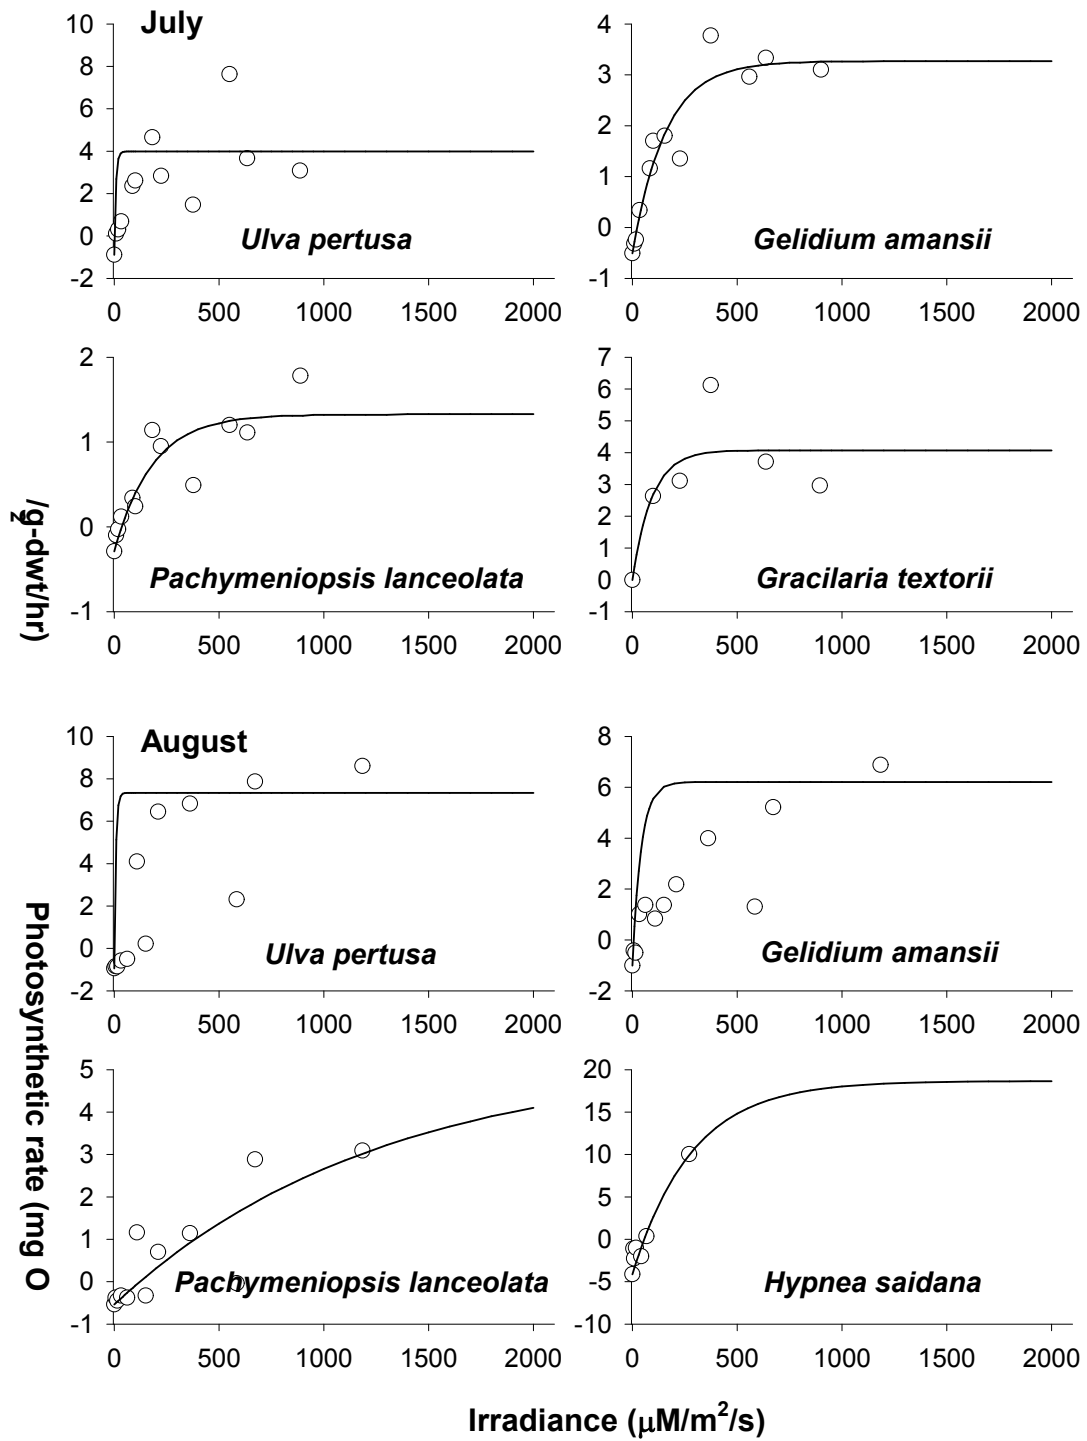 July
10
8
6
4
2
0
-2
0 500 1000 1500 2000
Ulva pertusa
4
3
2
1
0
-1
0 500 1000 1500 2000
Gelidium amansii
2
1
0
-1
0 500 1000 1500 2000
Pachymeniopsis lanceolata
7
6
5
4
3
2
1
0
-1
0 500 1000 1500 2000
Gracilaria textorii
August
10
8
6
4
2
0
-2
0 500 1000 1500 2000
Ulva pertusa
8
6
4
2
0
-2
0 500 1000 1500 2000
Gelidium amansii
5
4
3
2
1
0
-1
0 500 1000 1500 2000
Pachymeniopsis lanceolata
20
15
10
5
0
-5
-10
0 500 1000 1500 2000
Hypnea saidana
Photosynthetic rate (mg O2/g-dwt/hr)
Irradiance (μM/m²/s)